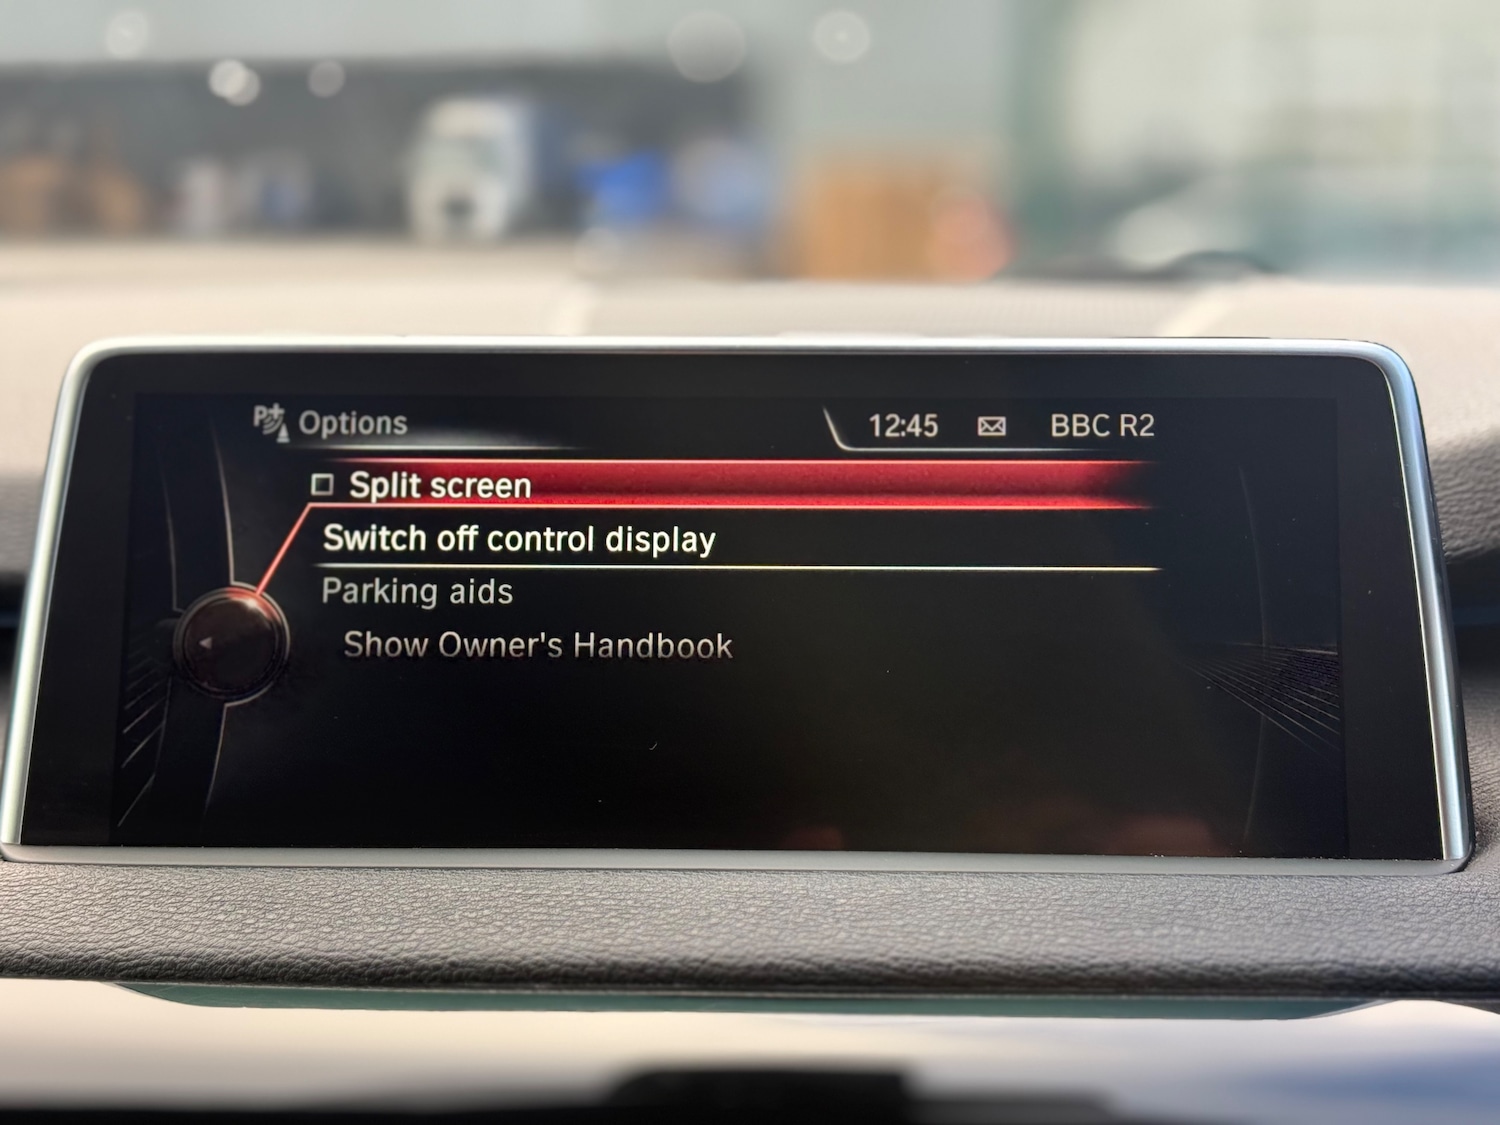 P Options
12:45 BBC R2
Split screen
Switch off control display
Parking aids
Show Owner's Handbook